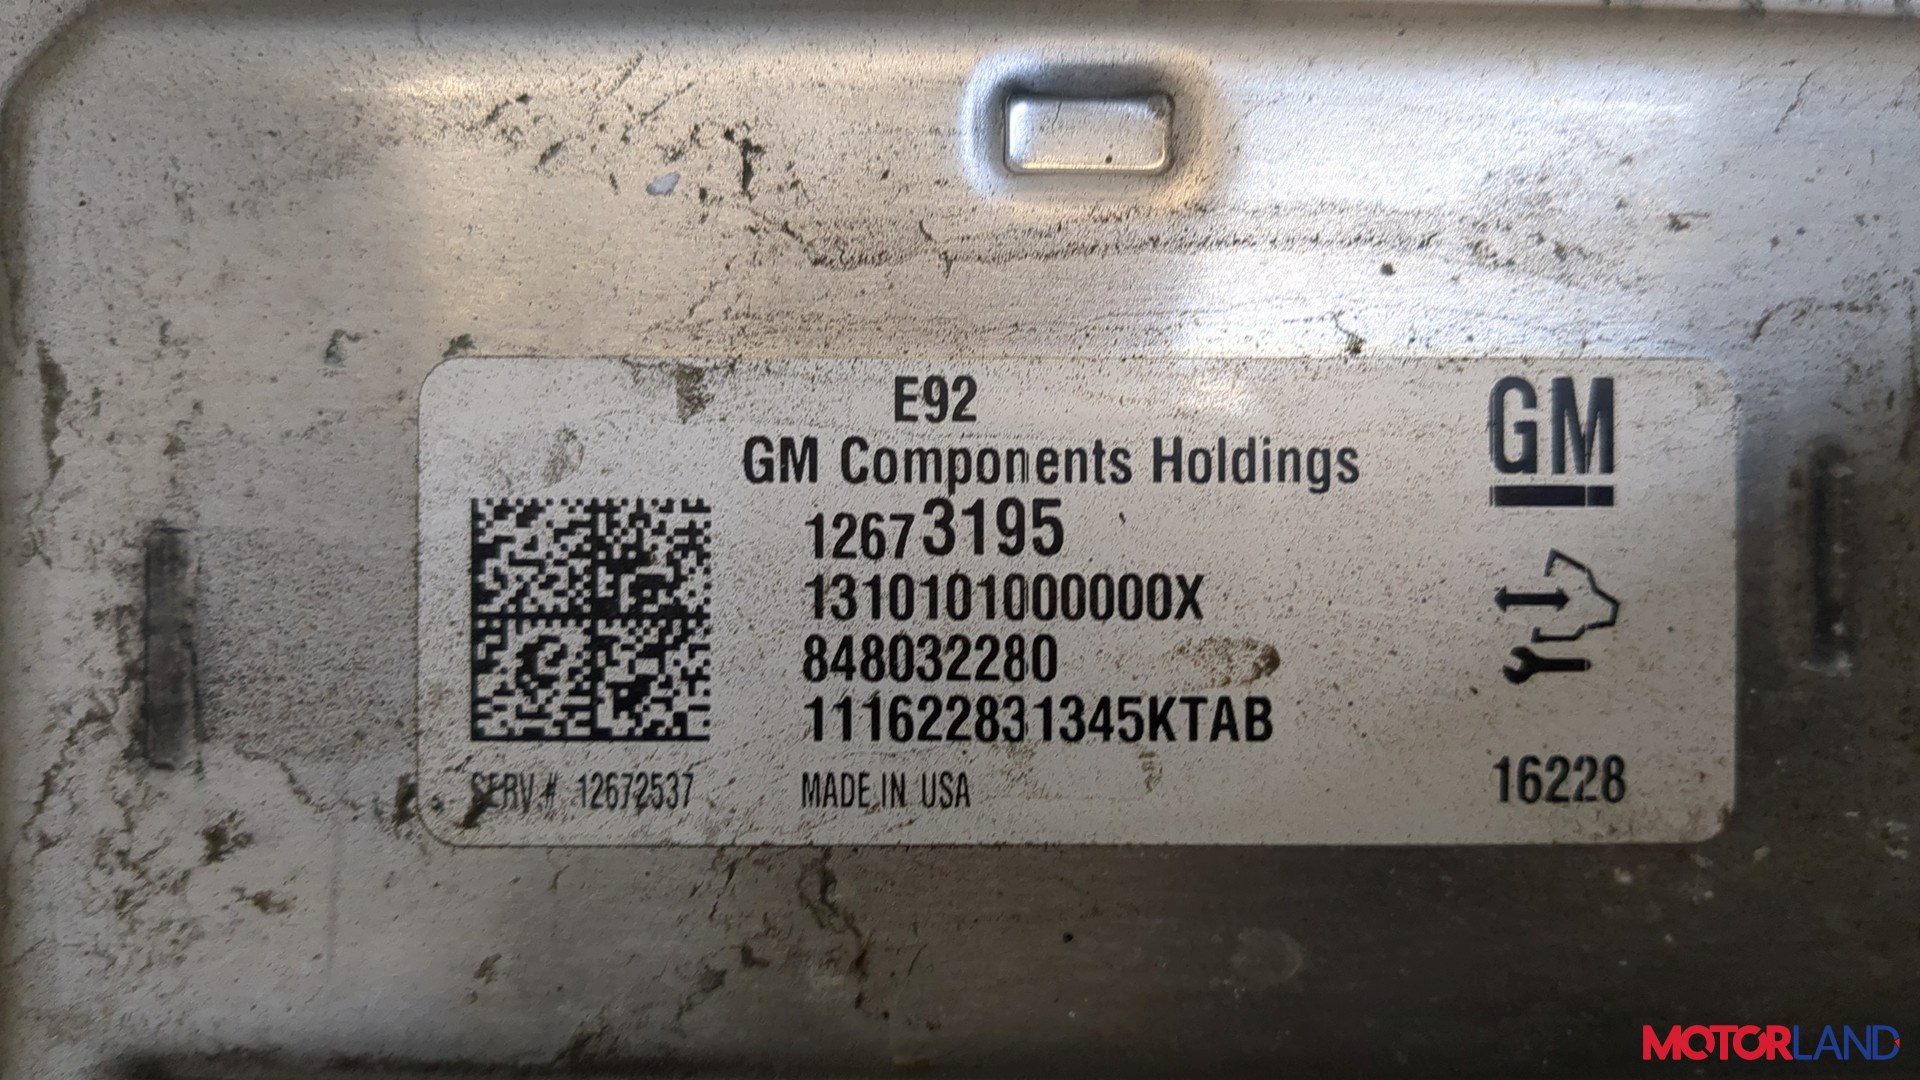 E92
GM Components Holdings
GM
12673195
1310101000000X
848032280
111622831345KTAB
SERV.# 12672537
MADE IN USA
16228
MOTORLAND